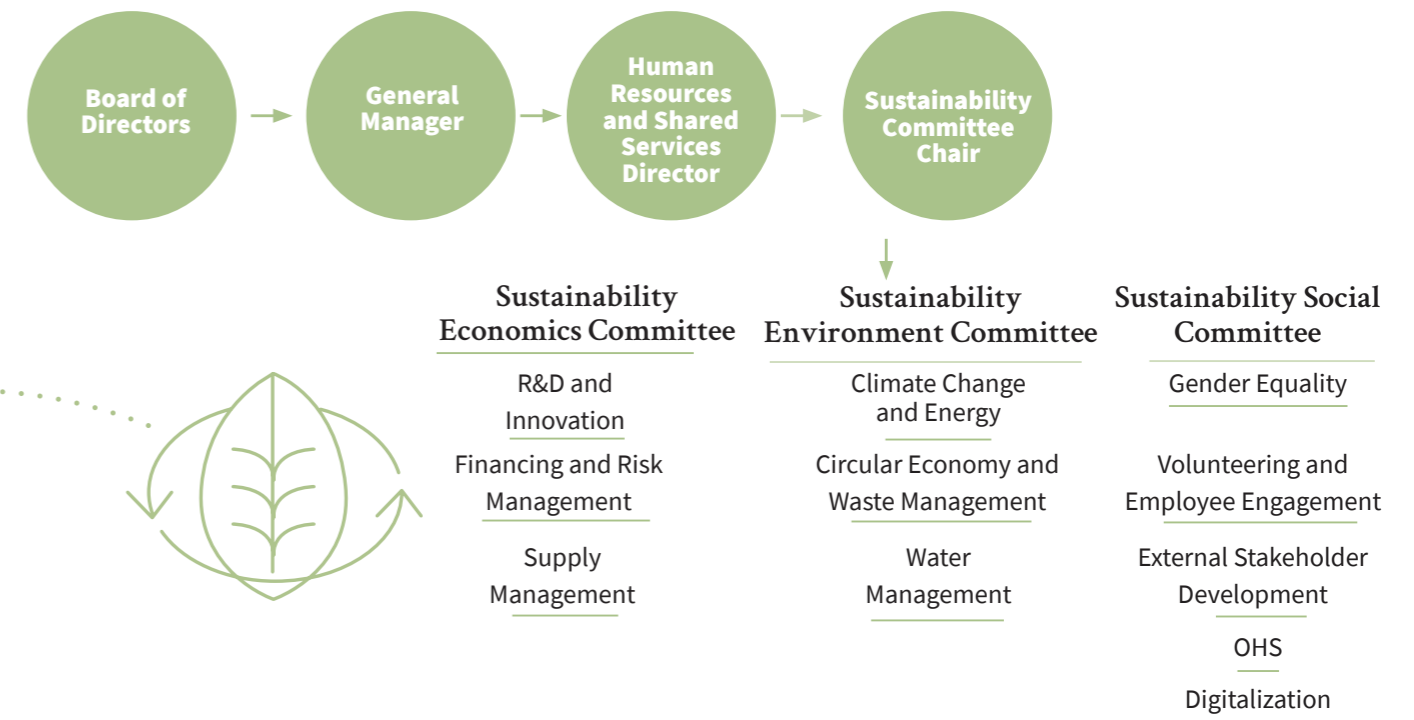 Board of
Directors
General
Manager
Human
Resources
and Shared
Services
Director
Sustainability
Committee
Chair
Sustainability
Economics Committee
R&D and
Innovation
Financing and Risk
Management
Supply
Management
Sustainability
Environment Committee
Climate Change
and Energy
Circular Economy and
Waste Management
Water
Management
Sustainability Social
Committee
Gender Equality
Volunteering and
Employee Engagement
External Stakeholder
Development
OHS
Digitalization